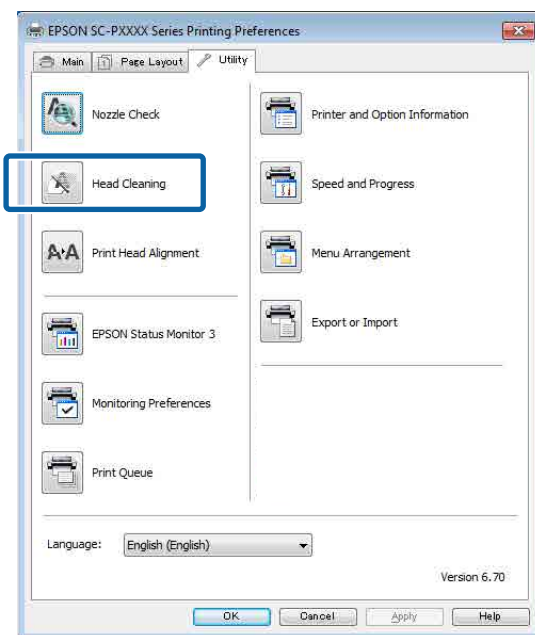 EPSON SC-PXXXX Series Printing Preferences
Main
Page Layout
Utility
Nozzle Check
Head Cleaning
A▸A Print Head Alignment
EPSON Status Monitor 3
Monitoring Preferences
Print Queue
Printer and Option Information
Speed and Progress
Menu Arrangement
Export or Import
Language: English (English)
Version 6.70
OK Cancel Apply Help